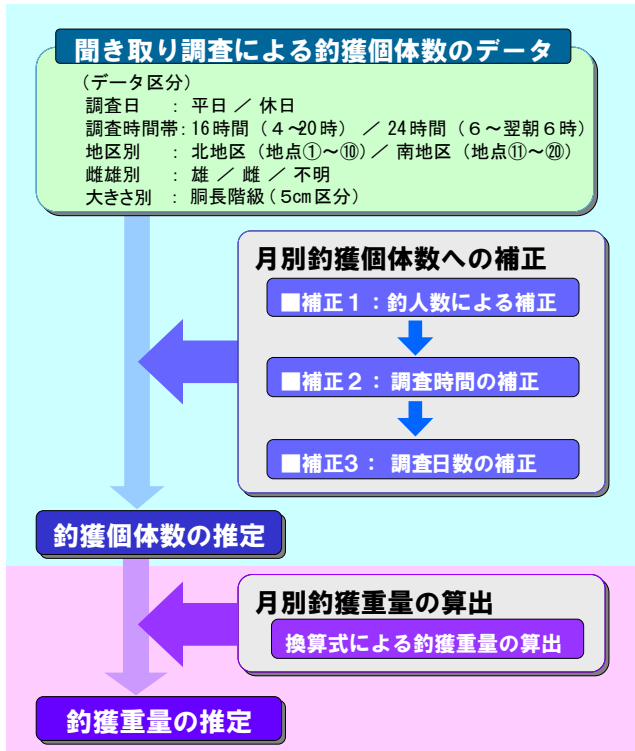 聞き取り調査による釣獲個体数のデータ
（データ区分）
調査日　：平日／休日
調査時間帯：16時間（4~20時）／24時間（6～翌朝6時）
地区別　：北地区（地点①～⑩）／南地区（地点⑪～⑳）
雌雄別　：雄／雌／不明
大きさ別　：胴長階級（5cm区分）
月別釣獲個体数への補正
■補正1：釣人数による補正
■補正2：調査時間の補正
■補正3：調査日数の補正
釣獲個体数の推定
月別釣獲重量の算出
換算式による釣獲重量の算出
釣獲重量の推定